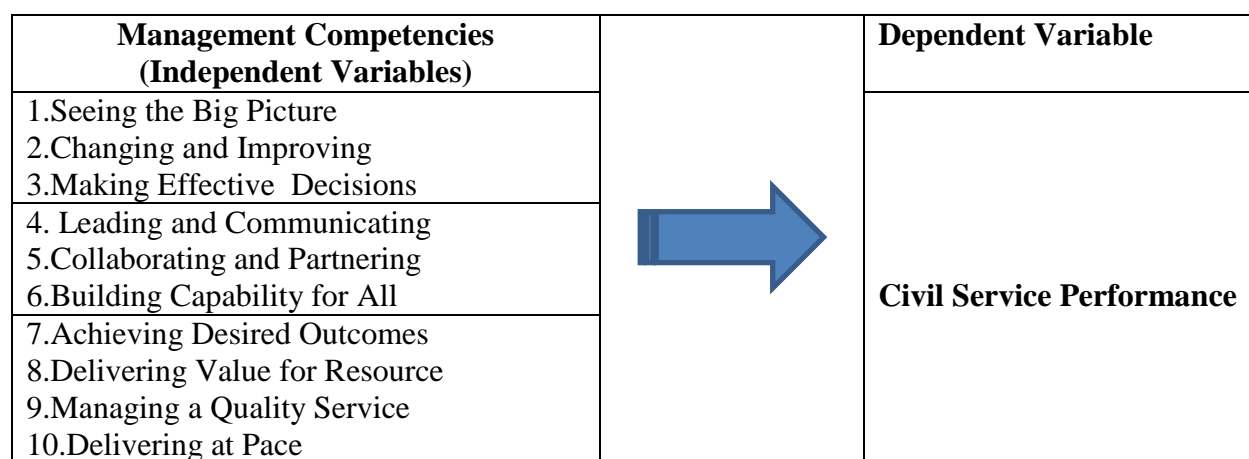 Management Competencies
(Independent Variables)
Dependent Variable
1.Seeing the Big Picture
2.Changing and Improving
3.Making Effective  Decisions
4. Leading and Communicating
5.Collaborating and Partnering
6.Building Capability for All
7.Achieving Desired Outcomes
8.Delivering Value for Resource
9.Managing a Quality Service
10.Delivering at Pace
Civil Service Performance